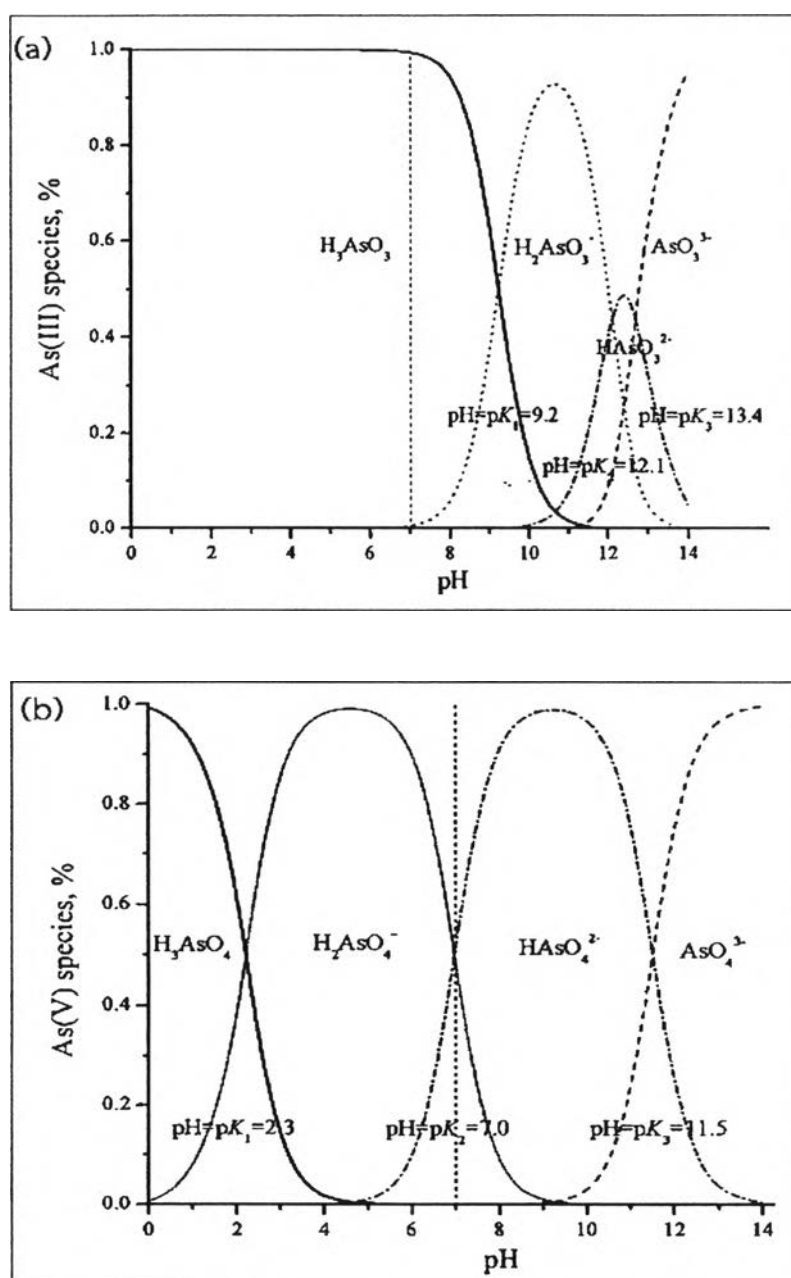 (a)
1.0
0.8
0.6
0.4
0.2
0.0
As(III) species, %
H₃AsO₃
H₂AsO₃⁻
AsO₃³⁻
HAsO₃²⁻
pH=pK₁=9.2
pH=pK₃=13.4
pH=pK₂=12.1
0 2 4 6 8 10 12 14
pH
(b)
1.0
0.8
0.6
0.4
0.2
0.0
As(V) species, %
H₃AsO₄
H₂AsO₄⁻
HAsO₄²⁻
AsO₄³⁻
pH=pK₁=2.3
pH=pK₂=7.0
pH=pK₃=11.5
0 2 4 6 8 10 12 14
pH